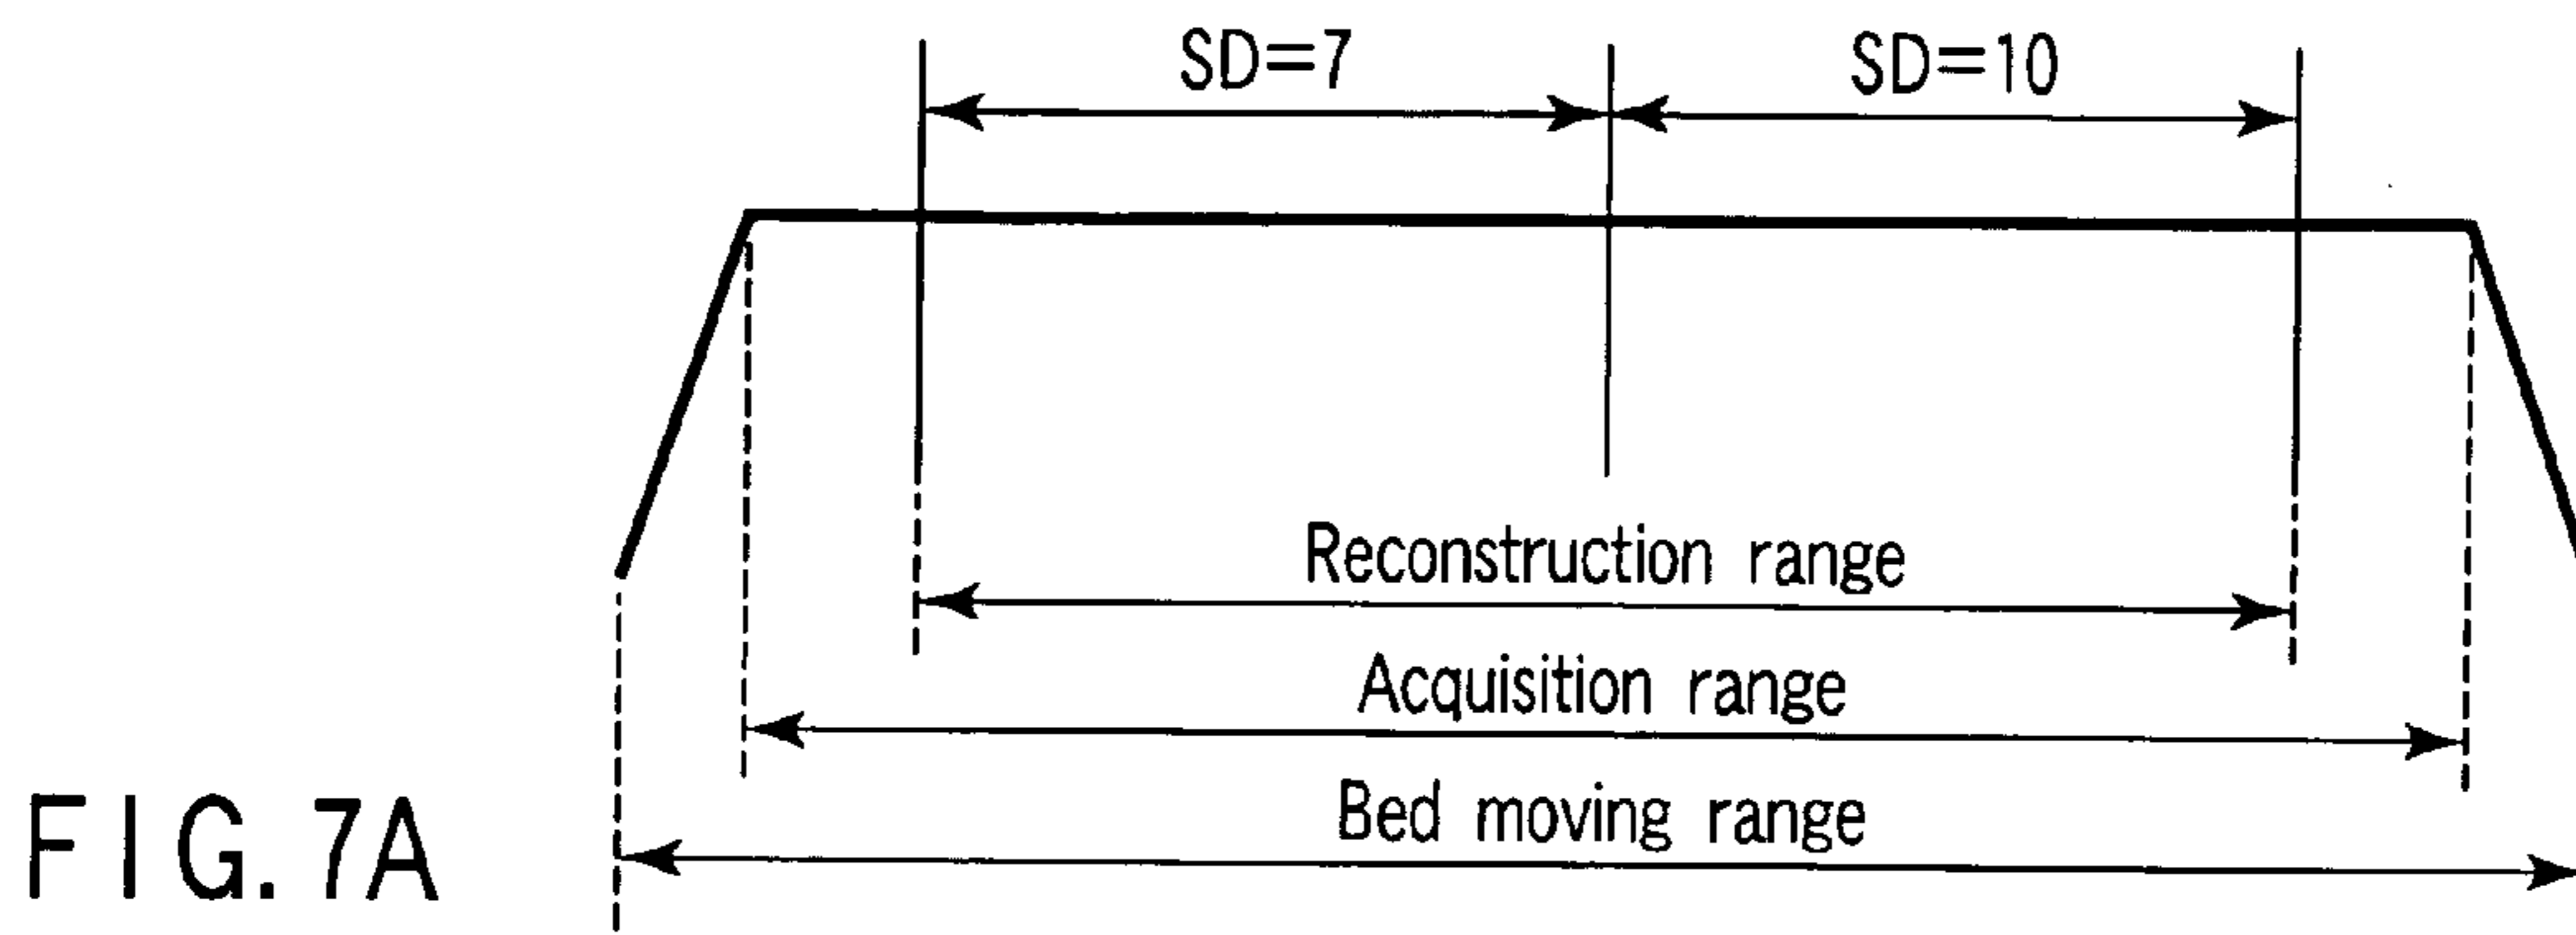 SD=7
SD=10
Reconstruction range
Acquisition range
Bed moving range
FIG. 7A